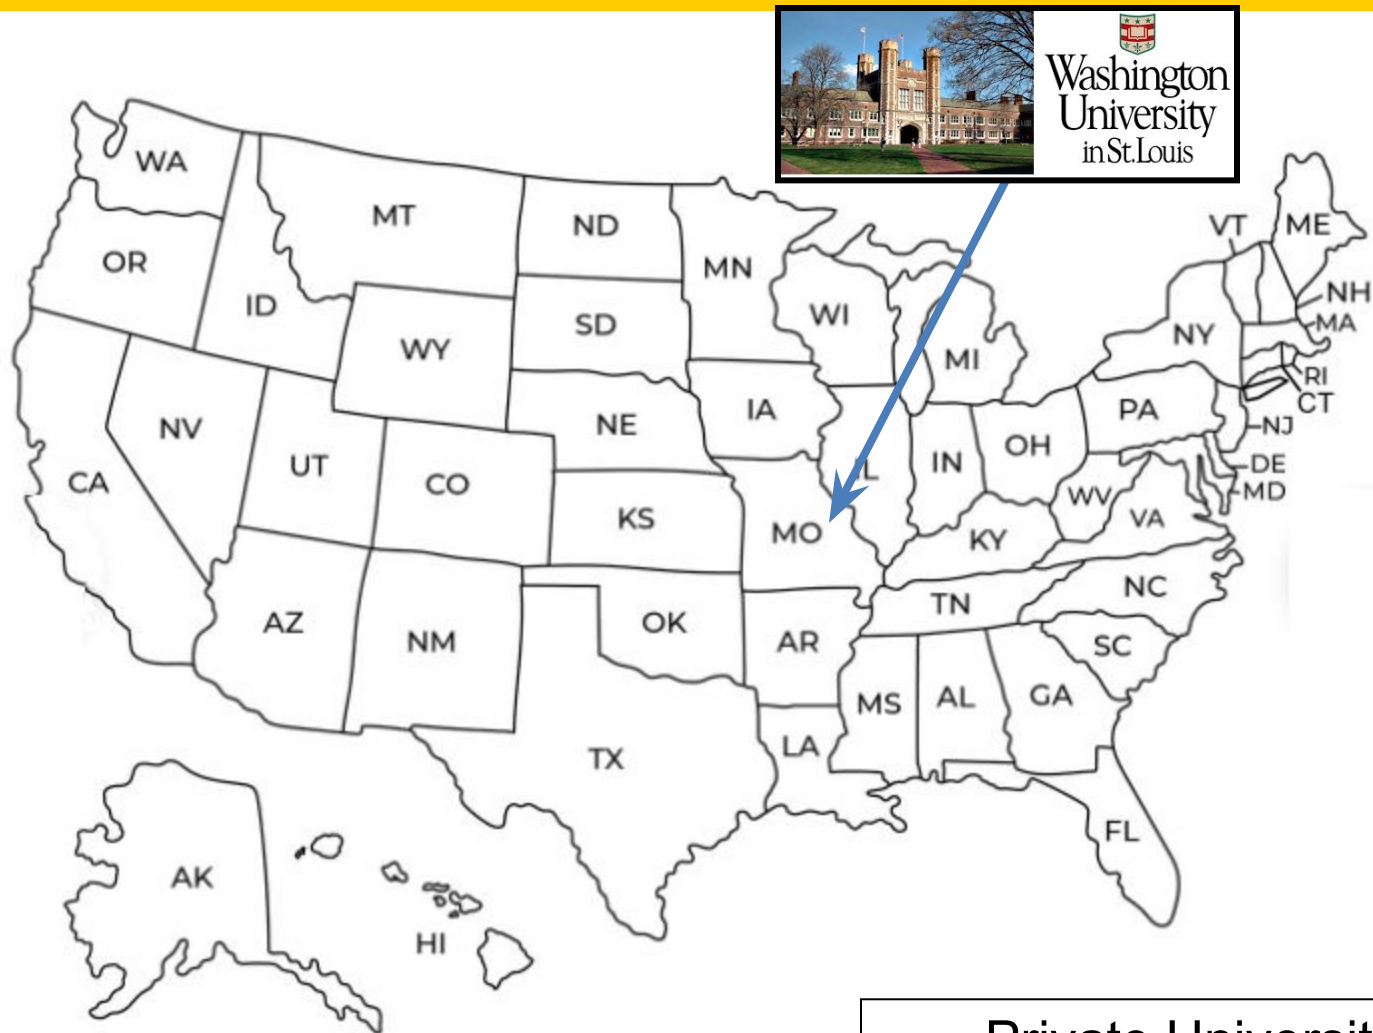 Washington
University
in St. Louis
WA
MT
ND
MN
VT
ME
OR
ID
SD
WI
NH
MA
WY
MI
NY
RI
CT
NV
NE
IA
PA
NJ
UT
CO
IL
IN
OH
DE
MD
CA
KS
MO
WV
VA
KY
AZ
NM
OK
AR
TN
NC
SC
TX
LA
MS
AL
GA
FL
AK
HI
Private Universit